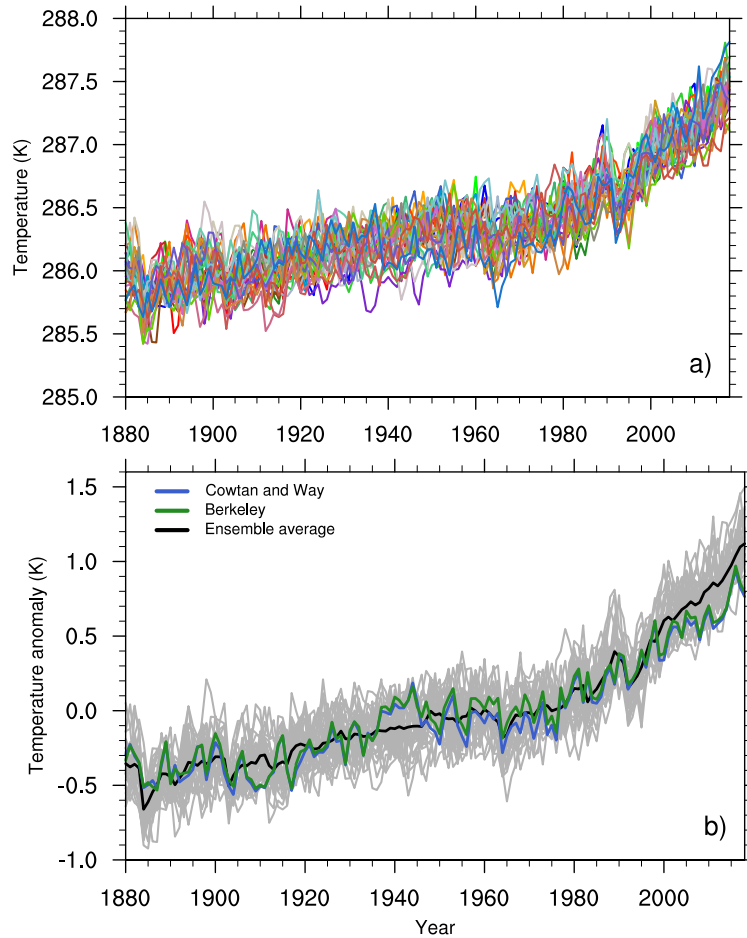 288.0
287.5
287.0
286.5
286.0
285.5
285.0
Temperature (K)
a)
1880 1900 1920 1940 1960 1980 2000
1.5
1.0
0.5
0.0
-0.5
-1.0
Temperature anomaly (K)
Cowtan and Way
Berkeley
Ensemble average
b)
1880 1900 1920 1940 1960 1980 2000
Year